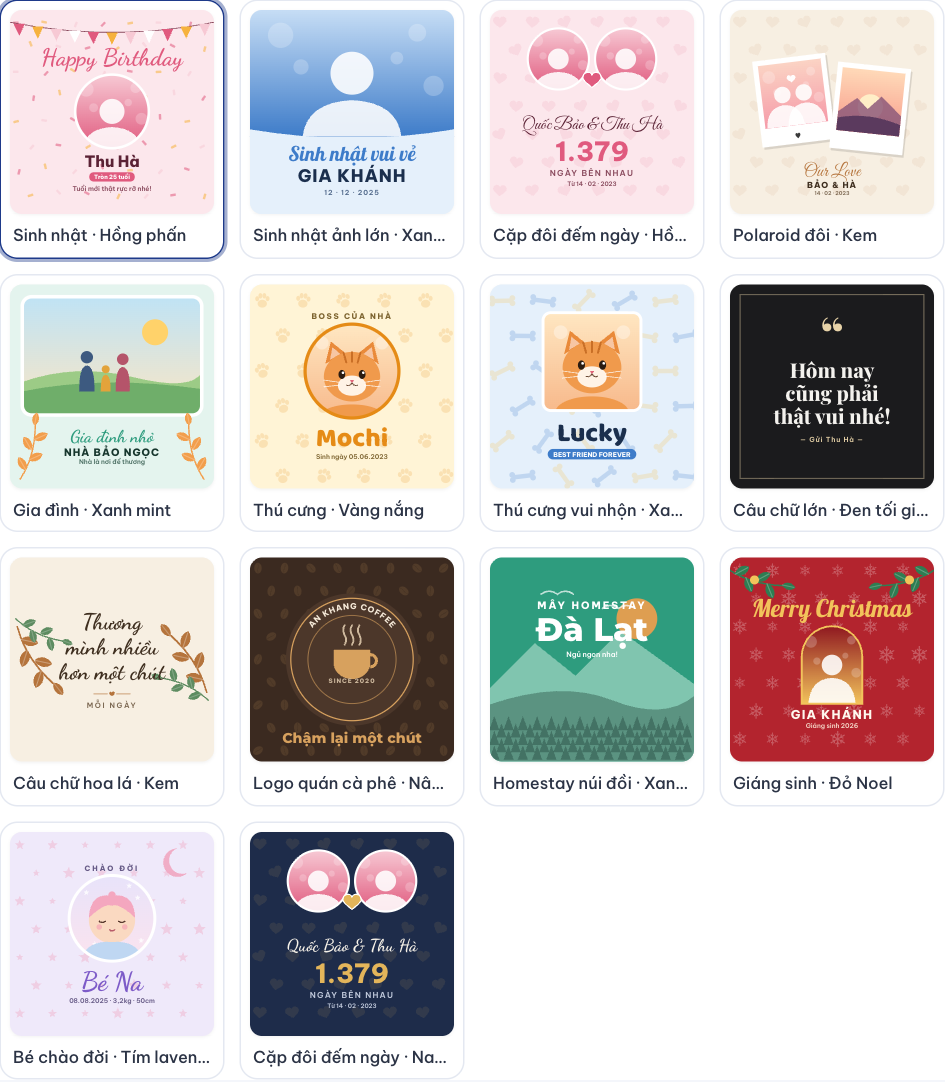 Happy Birthday
Thu Hà
Tròn 25 tuổi
Tuổi mới thật rực rỡ nhé!
Sinh nhật · Hồng phấn
Sinh nhật vui vẻ
GIA KHÁNH
12 · 12 · 2025
Sinh nhật ảnh lớn · Xan...
Quốc Bảo & Thu Hà
1.379
NGÀY BÊN NHAU
Từ 14 · 02 · 2023
Cặp đôi đếm ngày · Hồ...
Our Love
BẢO & HÀ
14 · 02 · 2023
Polaroid đôi · Kem
Gia đình nhỏ
NHÀ BẢO NGỌC
Nhà là nơi để thương
Gia đình · Xanh mint
BOSS CỦA NHÀ
Mochi
Sinh ngày 05.06.2023
Thú cưng · Vàng nắng
Lucky
BEST FRIEND FOREVER
Thú cưng vui nhộn · Xa...
“
Hôm nay
cũng phải
thật vui nhé!
— Gửi Thu Hà —
Câu chữ lớn · Đen tối gi...
Thương
mình nhiều
hơn một chút
MỖI NGÀY
Câu chữ hoa lá · Kem
AN KHANG COFFEE
SINCE 2020
Chậm lại một chút
Logo quán cà phê · Nâ...
MÂY HOMESTAY
Đà Lạt
Ngủ ngon nha!
Homestay núi đồi · Xan...
Merry Christmas
GIA KHÁNH
Giáng sinh 2026
Giáng sinh · Đỏ Noel
CHÀO ĐỜI
Bé Na
08.08.2025 · 3,2kg · 50cm
Bé chào đời · Tím laven...
Quốc Bảo & Thu Hà
1.379
NGÀY BÊN NHAU
Từ 14 · 02 · 2023
Cặp đôi đếm ngày · Na...